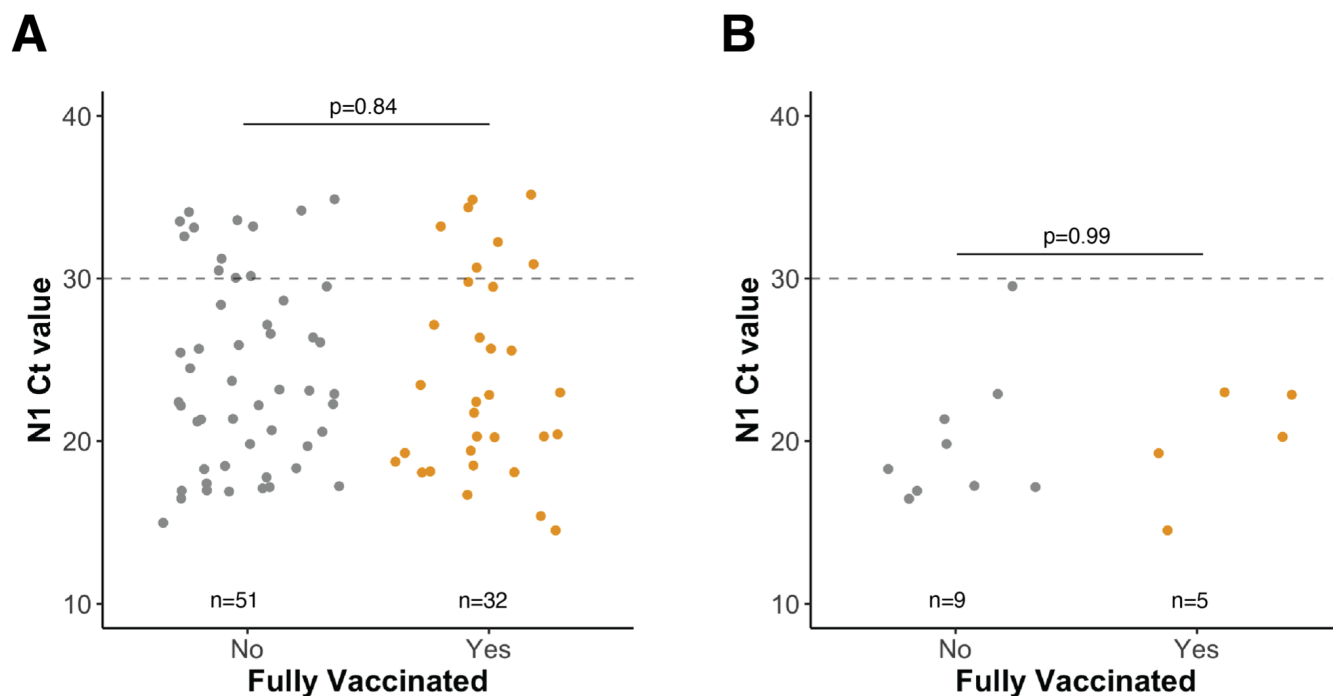 A
N1 Ct value
40
30
20
10
p=0.84
n=51
n=32
No
Yes
Fully Vaccinated
B
N1 Ct value
40
30
20
10
p=0.99
n=9
n=5
No
Yes
Fully Vaccinated